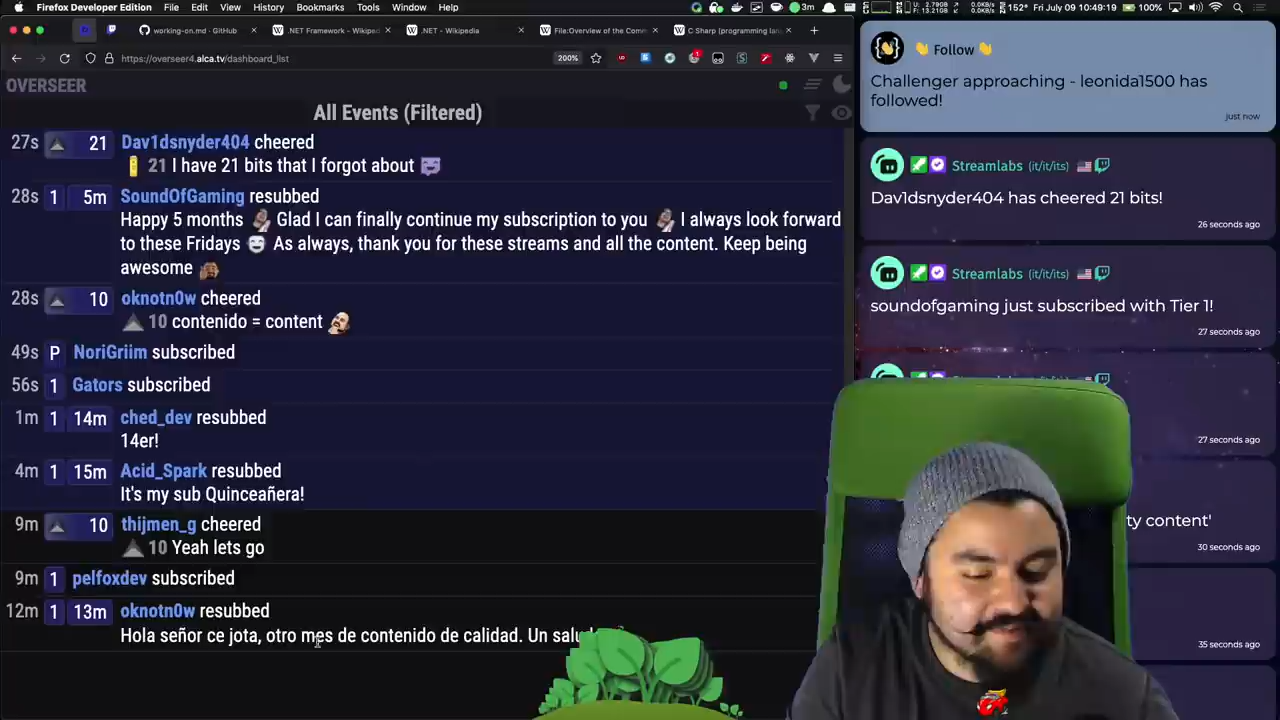 Firefox Developer Edition File Edit View History Bookmarks Tools Window Help
3m 152° Fri July 09 10:49:19 100%
working-on.md · GitHub
.NET Framework - Wikiped
.NET - Wikipedia
File:Overview of the Comm
C Sharp (programming lang
https://overseer4.alca.tv/dashboard_list
200%
OVERSEER
All Events (Filtered)
27s 21 Dav1dsnyder404 cheered
21 I have 21 bits that I forgot about
28s 1 5m SoundOfGaming resubbed
Happy 5 months Glad I can finally continue my subscription to you I always look forward
to these Fridays As always, thank you for these streams and all the content. Keep being
awesome
28s 10 oknotn0w cheered
10 contenido = content
49s P NoriGriim subscribed
56s 1 Gators subscribed
1m 1 14m ched_dev resubbed
14er!
4m 1 15m Acid_Spark resubbed
It's my sub Quinceañera!
9m 10 thijmen_g cheered
10 Yeah lets go
9m 1 pelfoxdev subscribed
12m 1 13m oknotn0w resubbed
Hola señor ce jota, otro mes de contenido de calidad. Un
Follow
Challenger approaching - leonida1500 has
followed!
just now
Streamlabs (it/it/its)
Dav1dsnyder404 has cheered 21 bits!
26 seconds ago
Streamlabs (it/it/its)
soundofgaming just subscribed with Tier 1!
27 seconds ago
27 seconds ago
ty content'
30 seconds ago
35 seconds ago